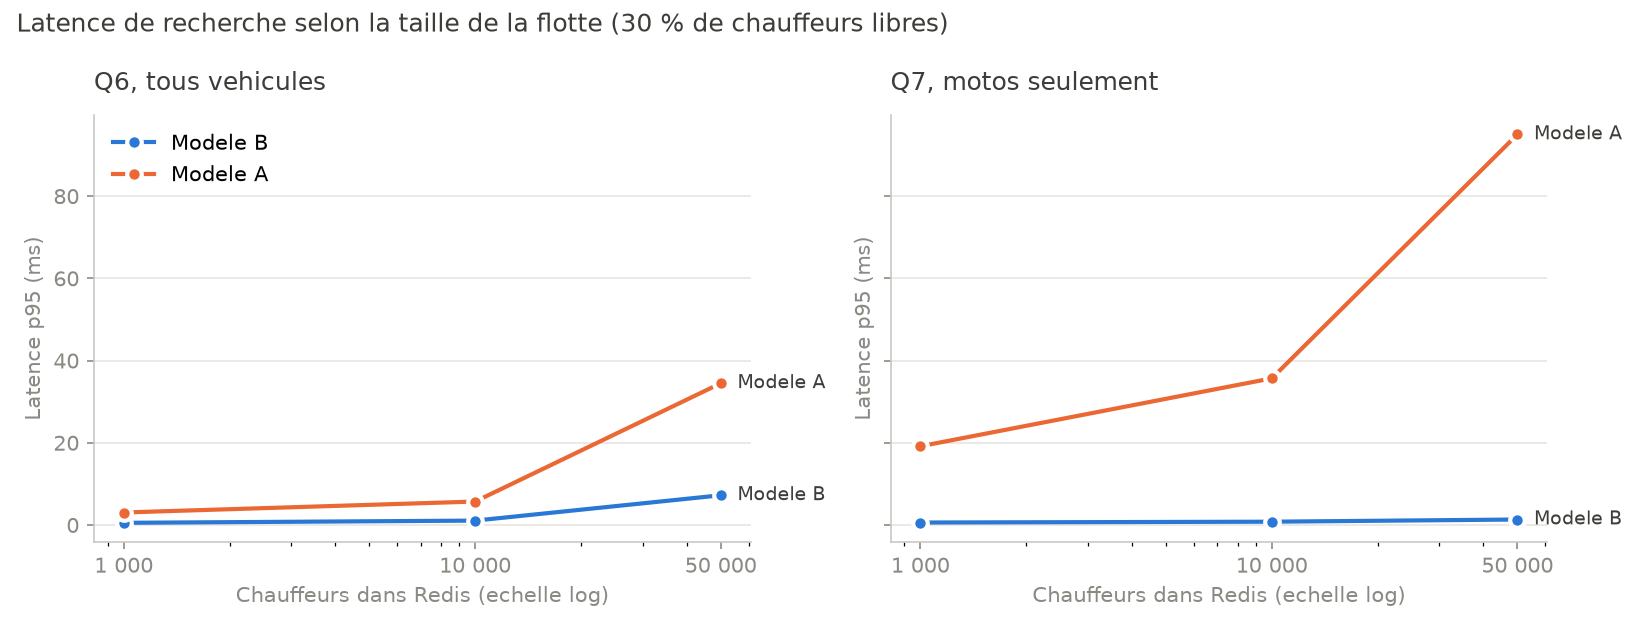 Latence de recherche selon la taille de la flotte (30 % de chauffeurs libres)
Q6, tous vehicules
Modele B
Modele A
80
60
40
20
0
Latence p95 (ms)
Modele A
Modele B
1 000
10 000
50 000
Chauffeurs dans Redis (echelle log)
Q7, motos seulement
Latence p95 (ms)
Modele A
Modele B
1 000
10 000
50 000
Chauffeurs dans Redis (echelle log)